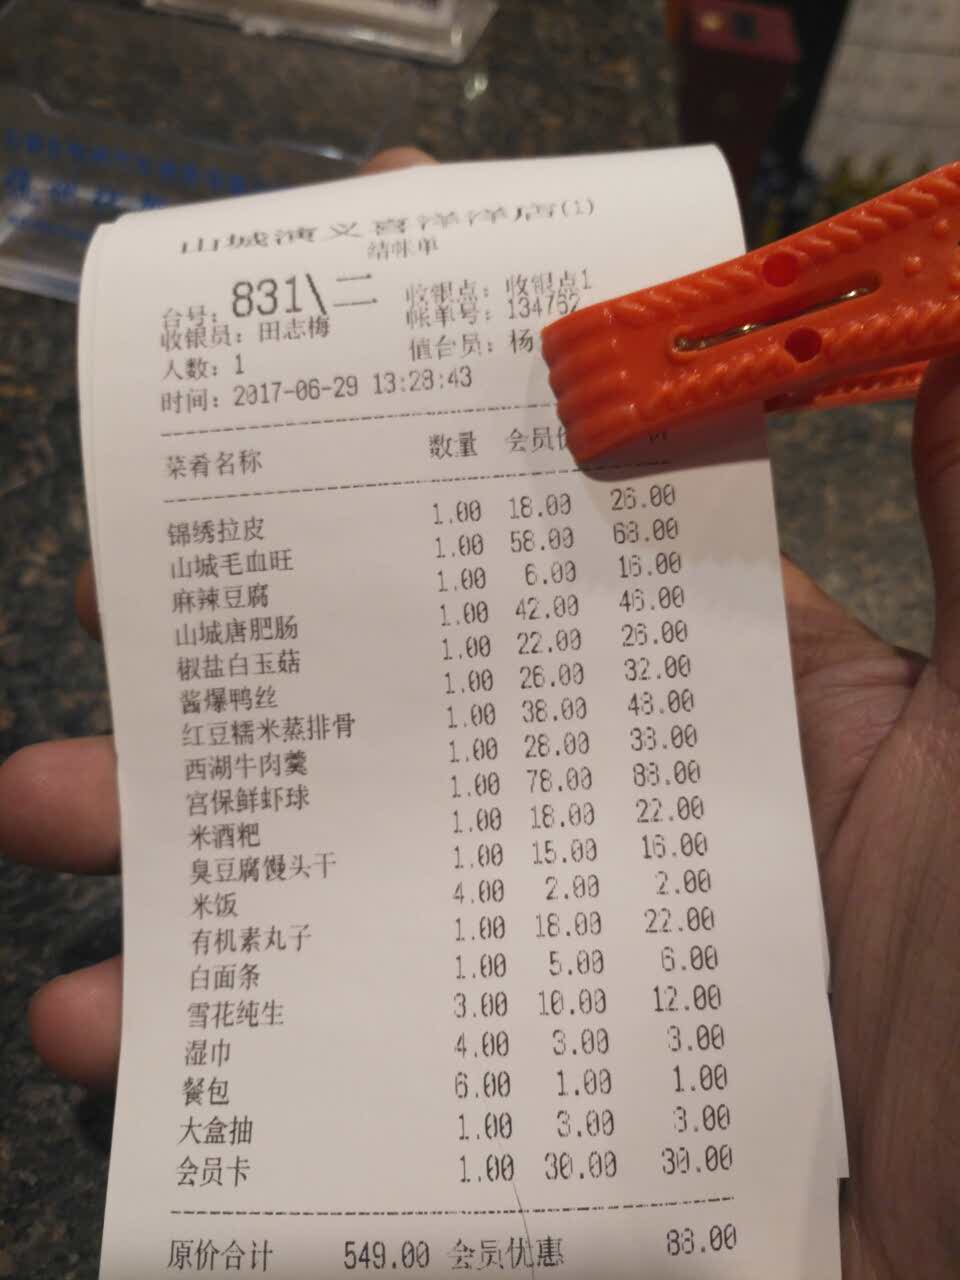 山城演义喜洋洋店(1)
结帐单
台号: 831\二 收银点: 收银点1
收银员: 田志梅 帐单号: 134762
人数: 1 值台员: 杨
时间: 2017-06-29 13:28:43
菜肴名称 数量 会员价
锦绣拉皮 1.00 18.00 26.00
山城毛血旺 1.00 58.00 68.00
麻辣豆腐 1.00 6.00 16.00
山城唐肥肠 1.00 42.00 46.00
椒盐白玉菇 1.00 22.00 26.00
酱爆鸭丝 1.00 26.00 32.00
红豆糯米蒸排骨 1.00 38.00 48.00
西湖牛肉羹 1.00 28.00 38.00
宫保鲜虾球 1.00 78.00 88.00
米酒粑 1.00 18.00 22.00
臭豆腐馒头干 1.00 15.00 16.00
米饭 4.00 2.00 2.00
有机素丸子 1.00 18.00 22.00
白面条 1.00 5.00 6.00
雪花纯生 3.00 10.00 12.00
湿巾 4.00 3.00 3.00
餐包 6.00 1.00 1.00
大盒抽 1.00 3.00 3.00
会员卡 1.00 30.00 30.00
原价合计 549.00 会员优惠 88.00